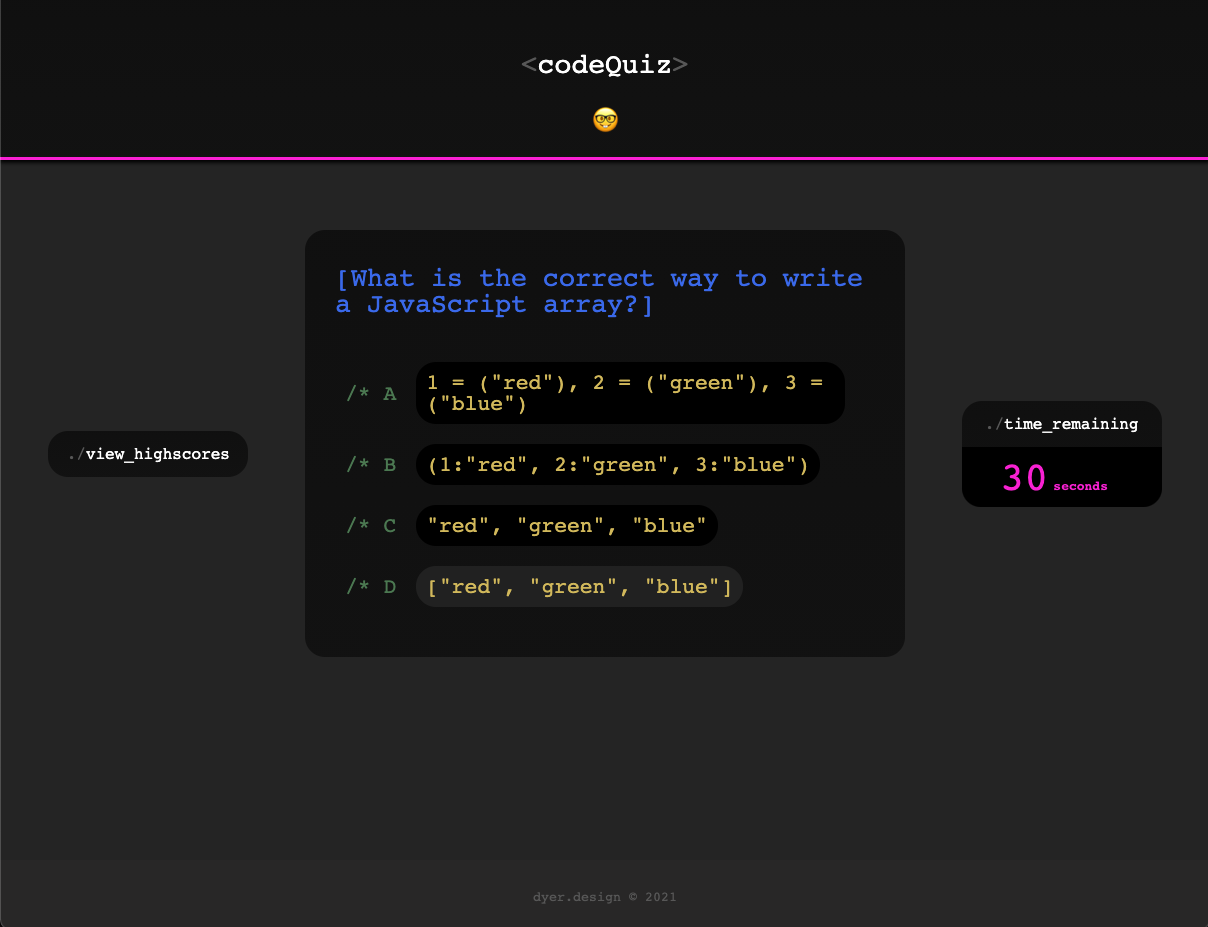 <codeQuiz>
🤓
[What is the correct way to write
a JavaScript array?]
/* A 1 = ("red"), 2 = ("green"), 3 =
("blue")
/* B (1:"red", 2:"green", 3:"blue")
/* C "red", "green", "blue"
/* D ["red", "green", "blue"]
./view_highscores
./time_remaining
30 seconds
dyer.design © 2021